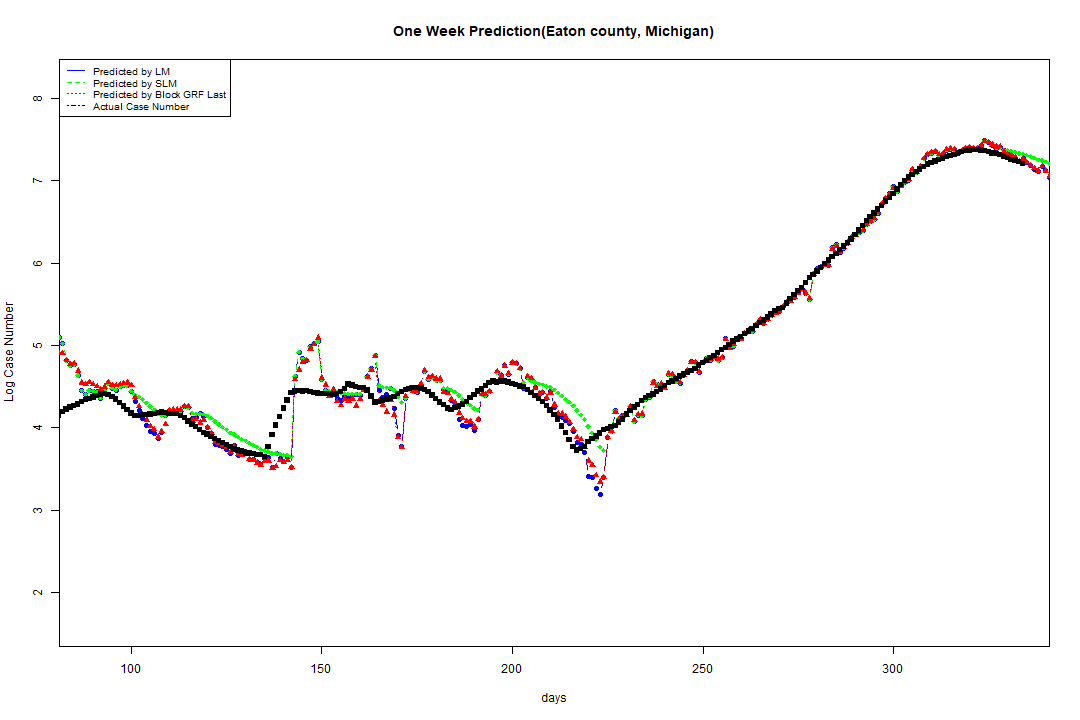 One Week Prediction(Eaton county, Michigan)
Predicted by LM
Predicted by SLM
Predicted by Block GRF Last
Actual Case Number
8
7
6
5
4
3
2
Log Case Number
100
150
200
250
300
days